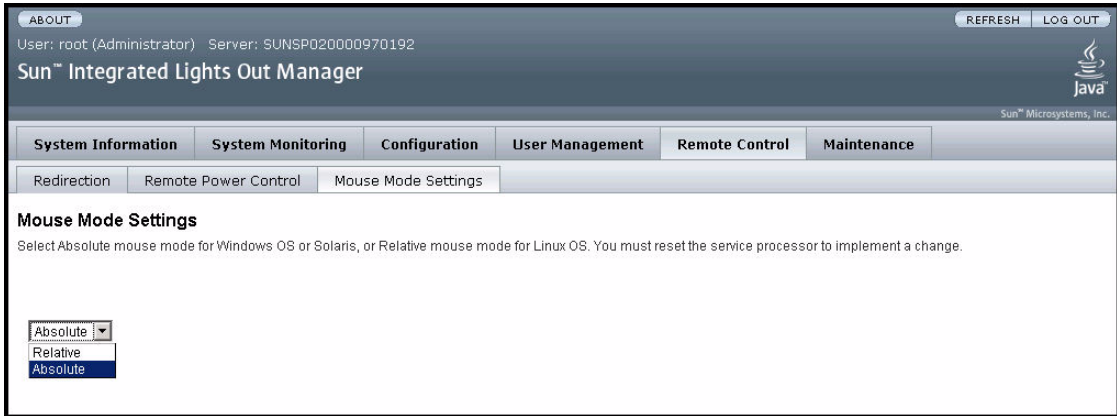 ABOUT
REFRESH LOG OUT
User: root (Administrator) Server: SUNSP020000970192
Sun™ Integrated Lights Out Manager
Java™
Sun™ Microsystems, Inc.
System Information System Monitoring Configuration User Management Remote Control Maintenance
Redirection Remote Power Control Mouse Mode Settings
Mouse Mode Settings
Select Absolute mouse mode for Windows OS or Solaris, or Relative mouse mode for Linux OS. You must reset the service processor to implement a change.
Absolute
Relative
Absolute